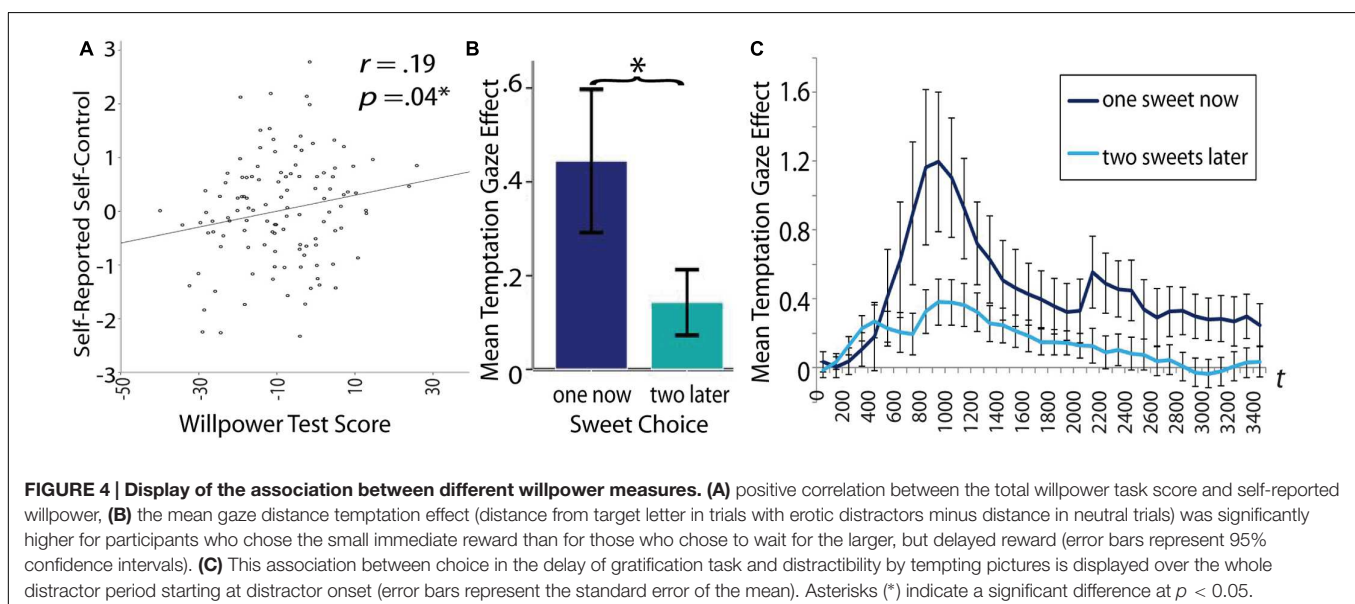 A
3
2
1
0
-1
-2
-3
Self-Reported Self-Control
r = .19
p =.04*
-50
-30
-10
10
30
Willpower Test Score
B
*
.6
.4
.2
0
Mean Temptation Gaze Effect
one now
two later
Sweet Choice
C
1.6
1.2
0.8
0.4
0
Mean Temptation Gaze Effect
one sweet now
two sweets later
0
200
400
600
800
1000
1200
1400
1600
1800
2000
2200
2400
2600
2800
3000
3200
3400
t
FIGURE 4 | Display of the association between different willpower measures. (A) positive correlation between the total willpower task score and self-reported
willpower, (B) the mean gaze distance temptation effect (distance from target letter in trials with erotic distractors minus distance in neutral trials) was significantly
higher for participants who chose the small immediate reward than for those who chose to wait for the larger, but delayed reward (error bars represent 95%
confidence intervals). (C) This association between choice in the delay of gratification task and distractibility by tempting pictures is displayed over the whole
distractor period starting at distractor onset (error bars represent the standard error of the mean). Asterisks (*) indicate a significant difference at p < 0.05.